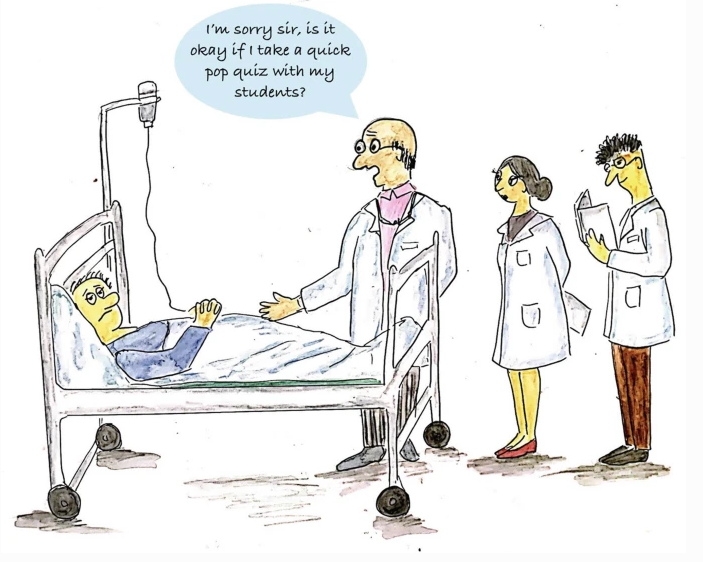 I'm sorry sir, is it
okay if I take a quick
pop quiz with my
students?